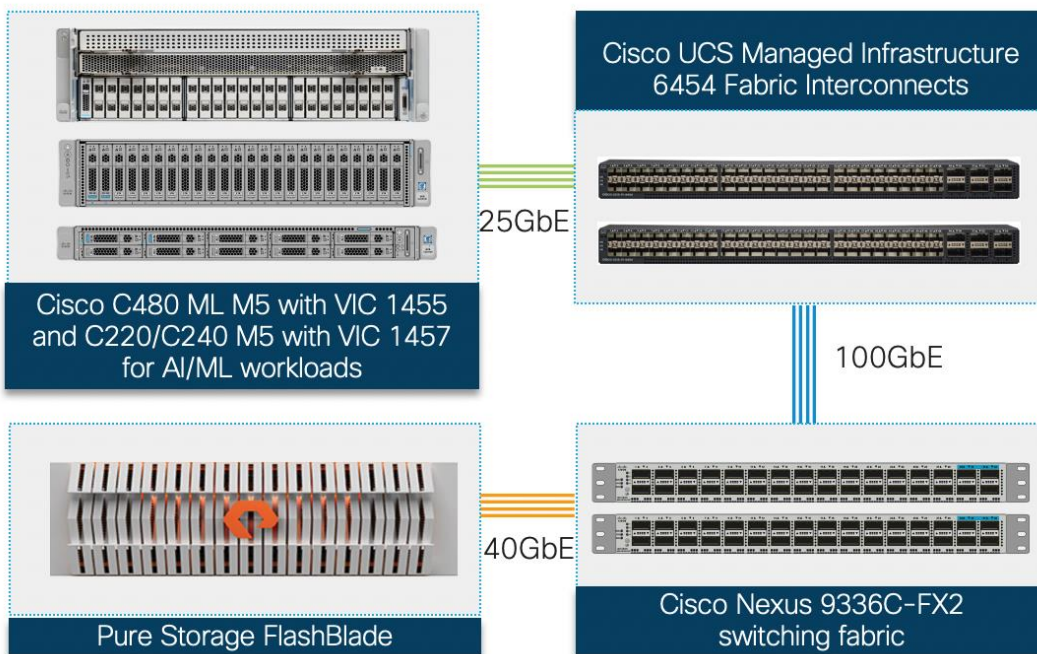 Cisco UCS Managed Infrastructure
6454 Fabric Interconnects
25GbE
Cisco C480 ML M5 with VIC 1455
and C220/C240 M5 with VIC 1457
for AI/ML workloads
100GbE
40GbE
Pure Storage FlashBlade
Cisco Nexus 9336C-FX2
switching fabric